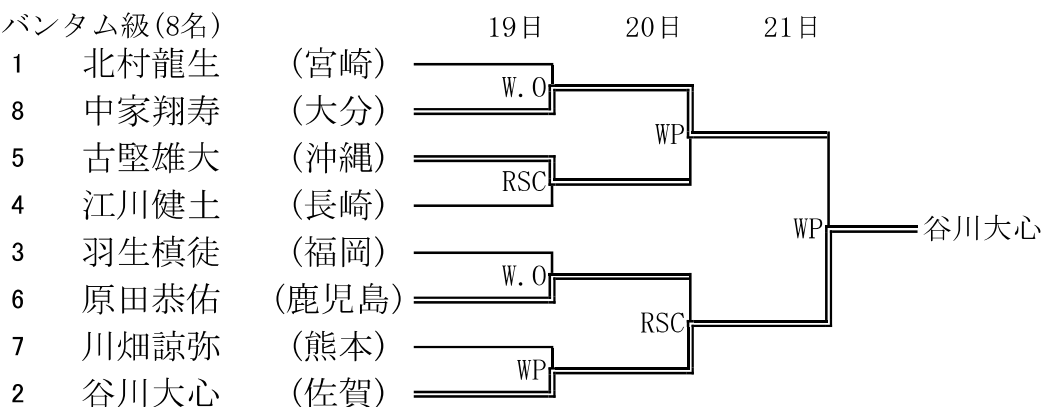 バンタム級(8名) 19日 20日 21日
1 北村龍生 (宮崎)
W.O
8 中家翔寿 (大分)
WP
5 古堅雄大 (沖縄)
RSC
4 江川健土 (長崎)
WP 谷川大心
3 羽生槙徒 (福岡)
W.O
6 原田恭佑 (鹿児島)
RSC
7 川畑諒弥 (熊本)
WP
2 谷川大心 (佐賀)